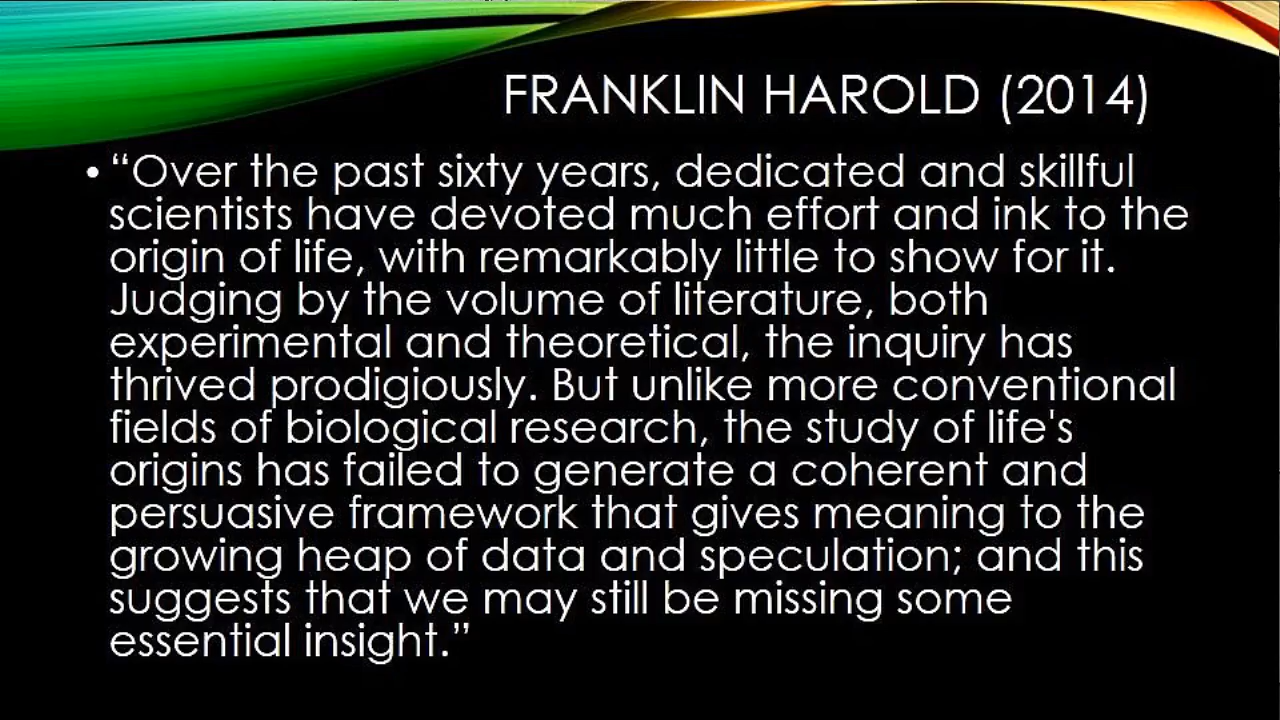 FRANKLIN HAROLD (2014)
• “Over the past sixty years, dedicated and skillful
scientists have devoted much effort and ink to the
origin of life, with remarkably little to show for it.
Judging by the volume of literature, both
experimental and theoretical, the inquiry has
thrived prodigiously. But unlike more conventional
fields of biological research, the study of life's
origins has failed to generate a coherent and
persuasive framework that gives meaning to the
growing heap of data and speculation; and this
suggests that we may still be missing some
essential insight.”